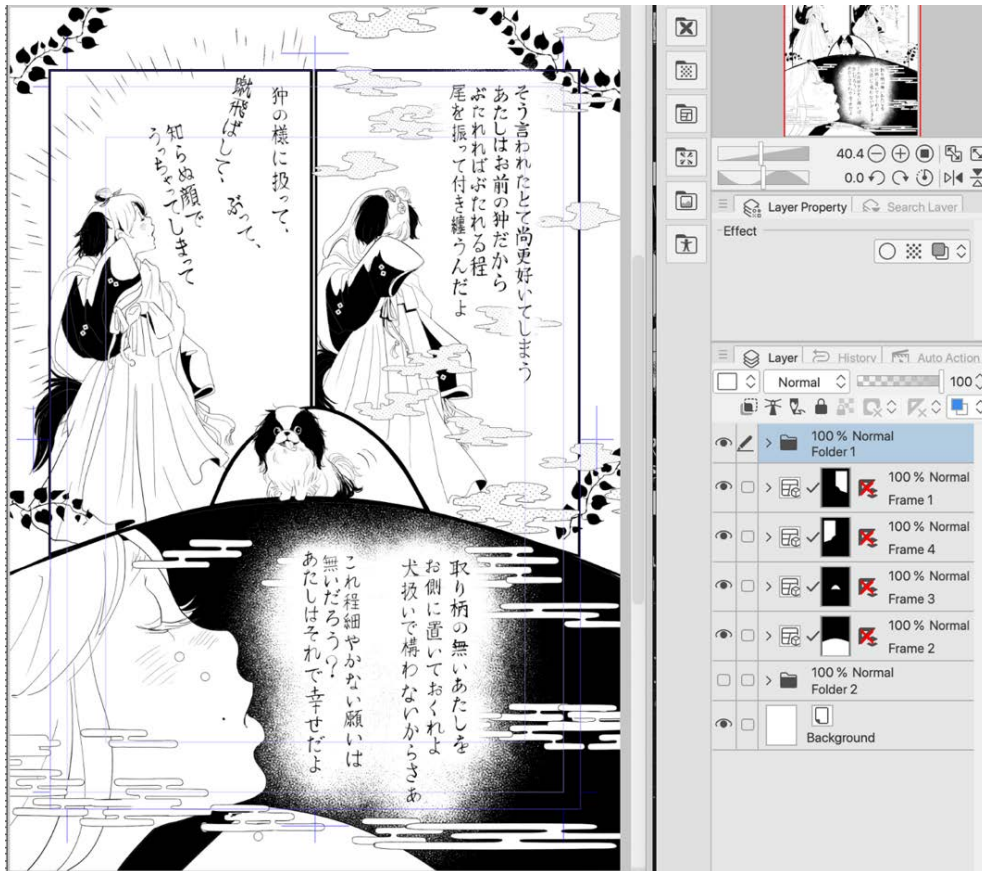 そう言われたとて尚更好いてしまう
あたしはお前の狆だから
ぶたれればぶたれる程
尾を振って付き纏うんだよ
狆の様に扱って、
蹴飛ばして、ぶって、
知らぬ顔で
うっちゃってしまって
取り柄の無いあたしを
お側に置いておくれよ
犬扱いで構わないからさあ
これ程細やかない願いは
無いだろう？
あたしはそれで幸せだよ
40.4
0.0
Layer Property
Search Layer
Effect
Layer
History
Auto Action
Normal
100
100 % Normal
Folder 1
100 % Normal
Frame 1
100 % Normal
Frame 4
100 % Normal
Frame 3
100 % Normal
Frame 2
100 % Normal
Folder 2
Background